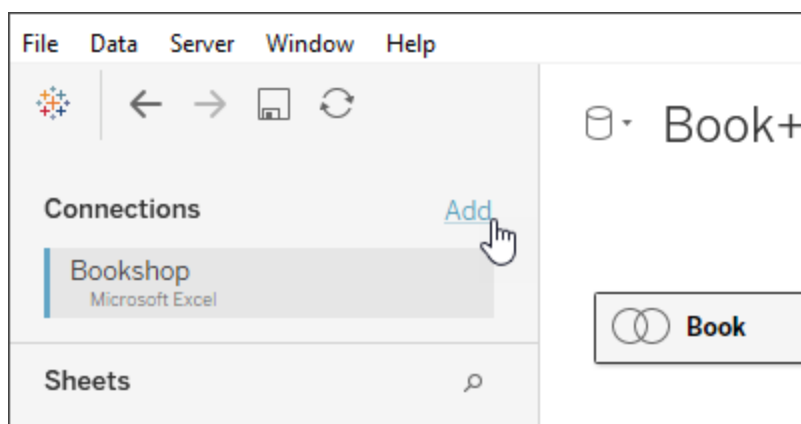 File Data Server Window Help
Book+
Connections Add
Bookshop
Microsoft Excel
Book
Sheets